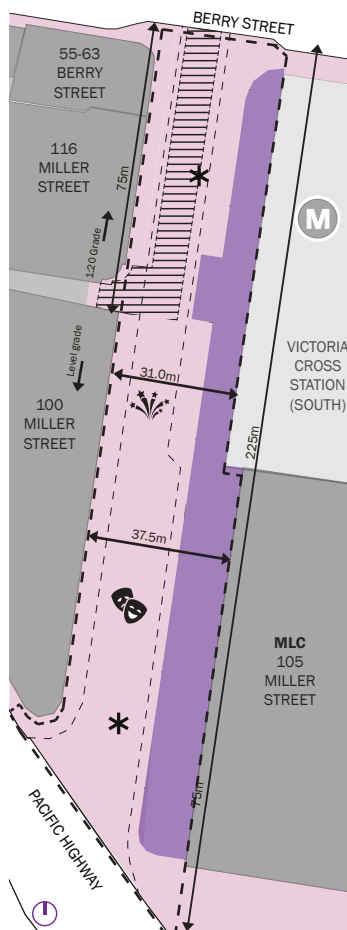 BERRY STREET
55-63
BERRY
STREET
116
MILLER
STREET
75m
1:20 Grade
M
Level grade
VICTORIA
CROSS
STATION
(SOUTH)
31.0m
100
MILLER
STREET
225m
37.5m
MLC
105
MILLER
STREET
75m
PACIFIC HIGHWAY